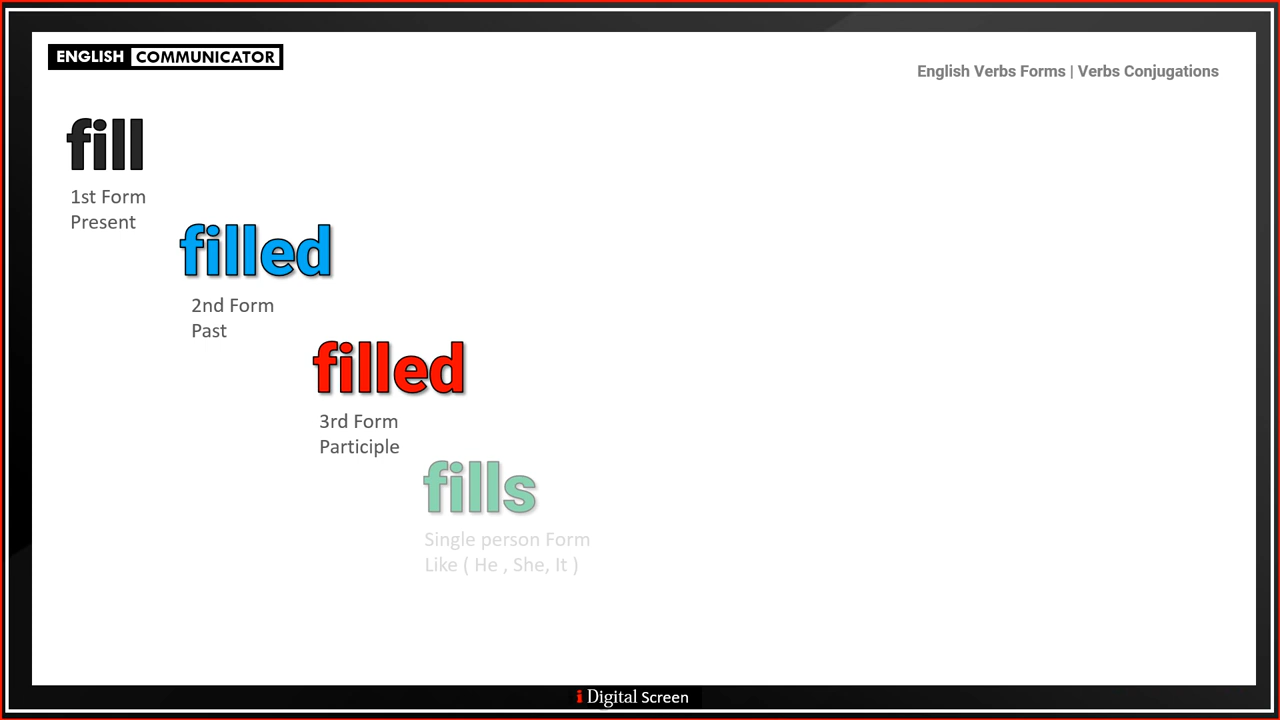 ENGLISH COMMUNICATOR
English Verbs Forms | Verbs Conjugations
fill
1st Form
Present
filled
2nd Form
Past
filled
3rd Form
Participle
fills
Single person Form
Like ( He , She, It )
i Digital Screen